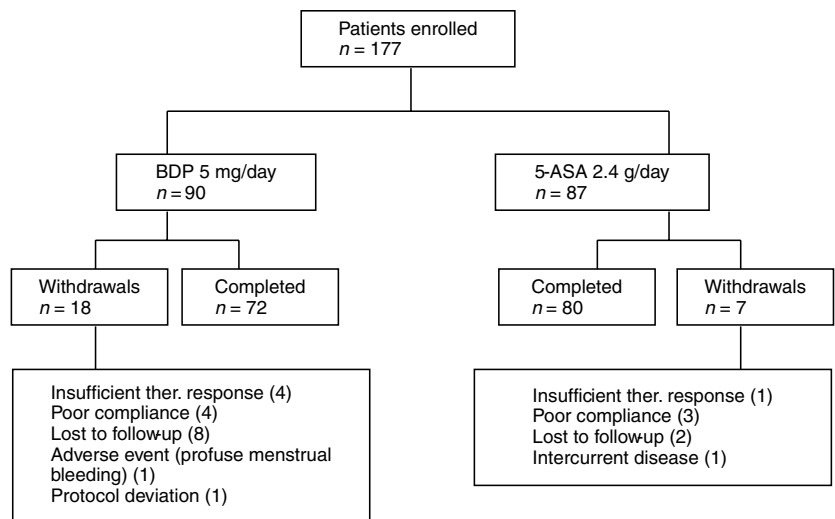 Patients enrolled
n = 177
BDP 5 mg/day
n = 90
5-ASA 2.4 g/day
n = 87
Withdrawals
n = 18
Completed
n = 72
Completed
n = 80
Withdrawals
n = 7
Insufficient ther. response (4)
Poor compliance (4)
Lost to follow-up (8)
Adverse event (profuse menstrual
bleeding) (1)
Protocol deviation (1)
Insufficient ther. response (1)
Poor compliance (3)
Lost to follow-up (2)
Intercurrent disease (1)